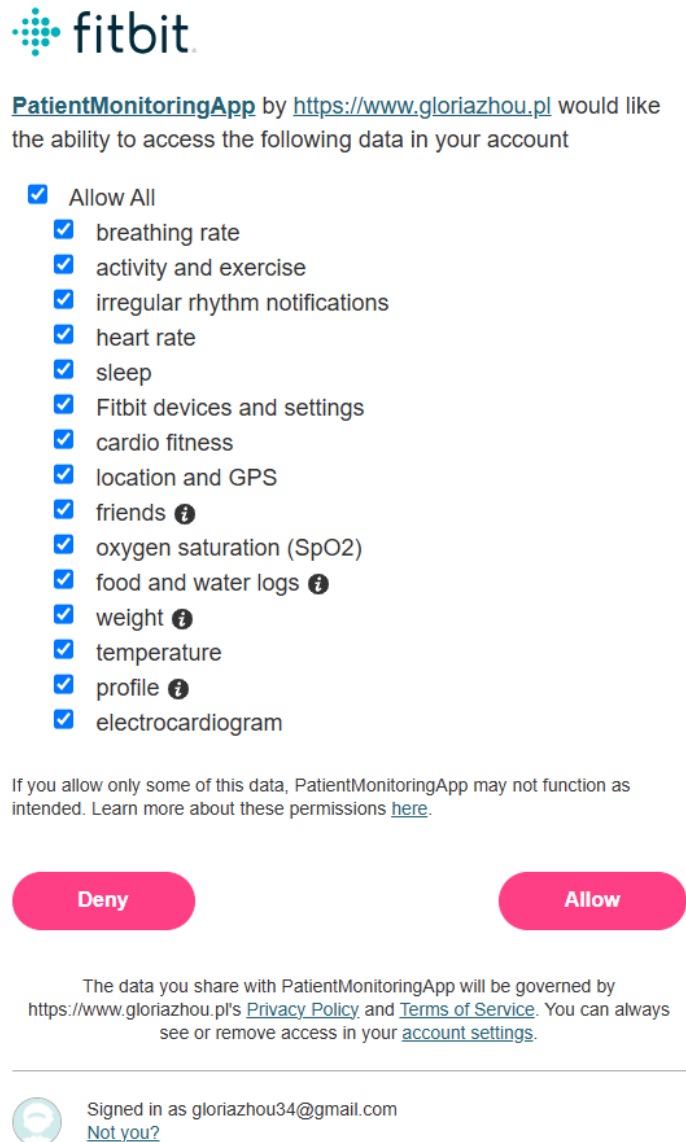 fitbit.
PatientMonitoringApp by https://www.gloriazhou.pl would like
the ability to access the following data in your account
Allow All
breathing rate
activity and exercise
irregular rhythm notifications
heart rate
sleep
Fitbit devices and settings
cardio fitness
location and GPS
friends
oxygen saturation (SpO2)
food and water logs
weight
temperature
profile
electrocardiogram
If you allow only some of this data, PatientMonitoringApp may not function as
intended. Learn more about these permissions here.
Deny
Allow
The data you share with PatientMonitoringApp will be governed by
https://www.gloriazhou.pl's Privacy Policy and Terms of Service. You can always
see or remove access in your account settings.
Signed in as gloriazhou34@gmail.com
Not you?